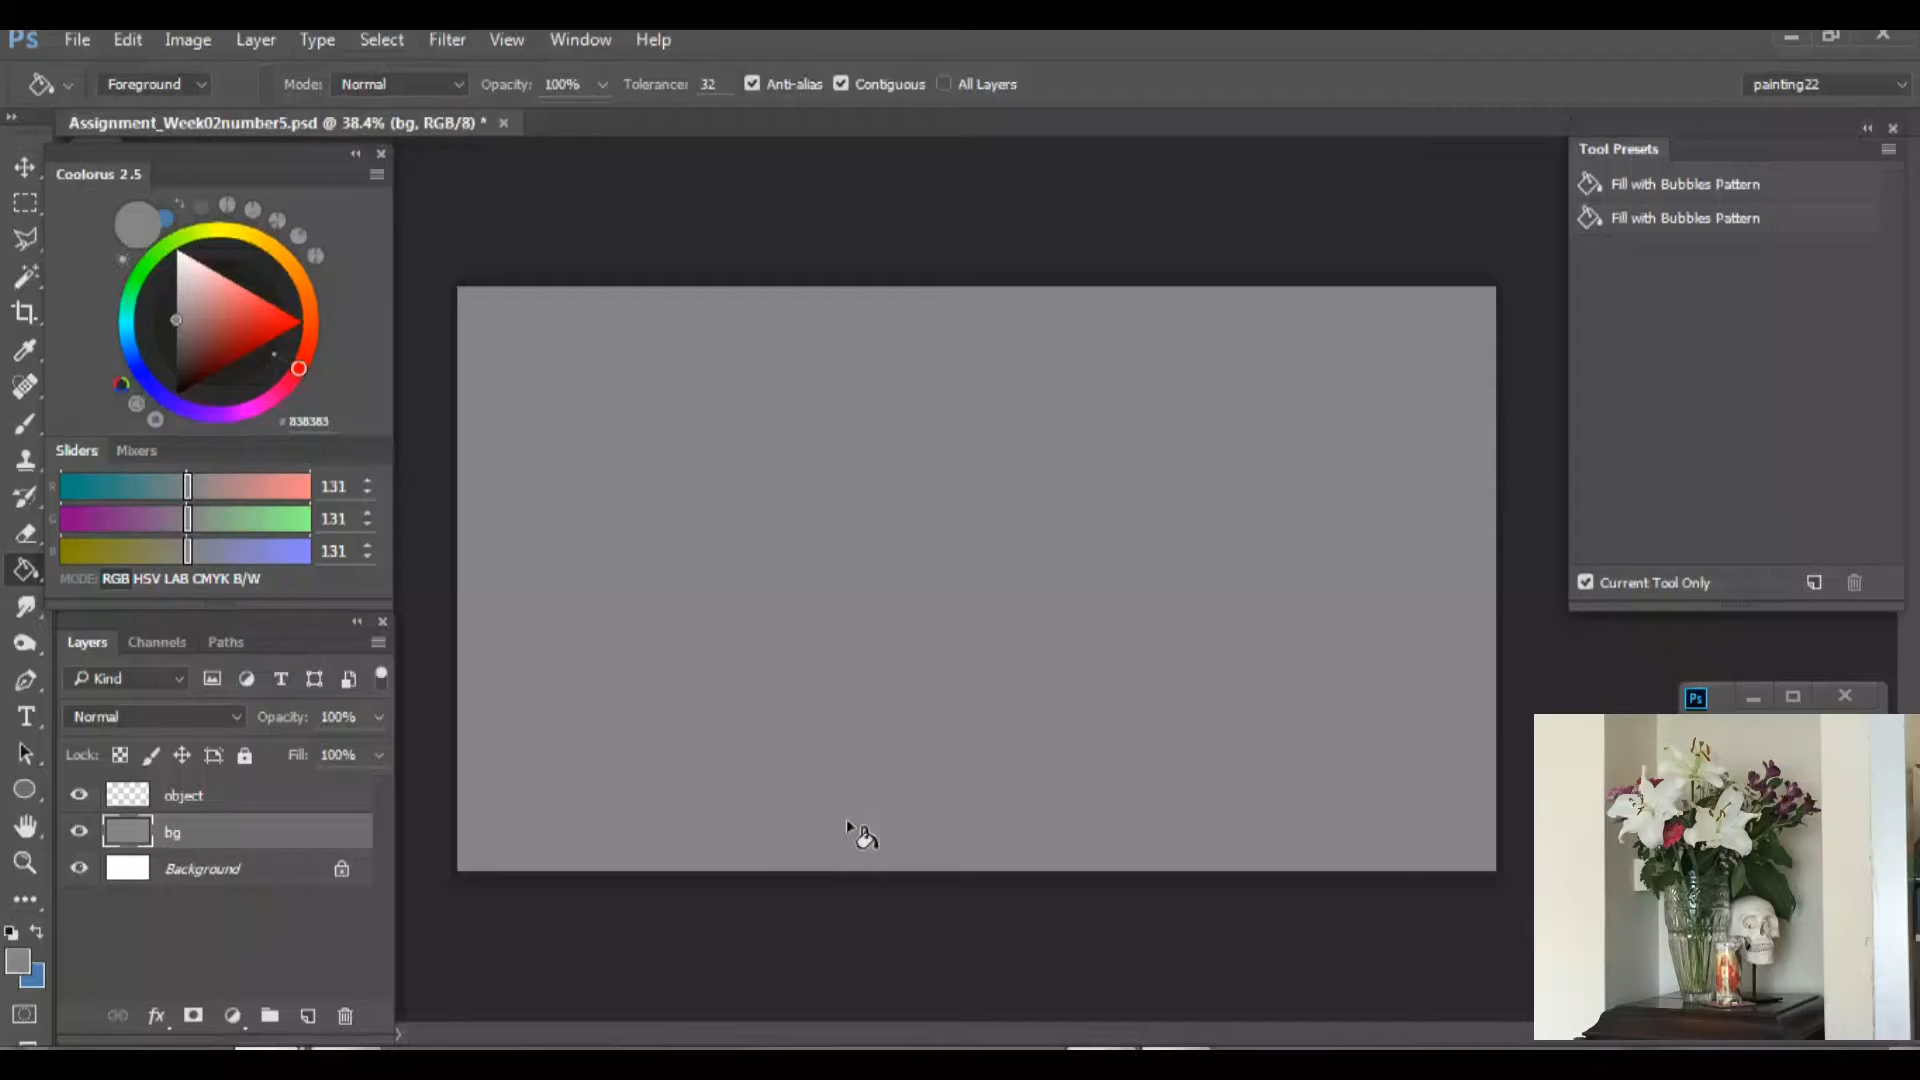 Ps File Edit Image Layer Type Select Filter View Window Help
Foreground Mode: Normal Opacity: 100% Tolerance: 32 Anti-alias Contiguous All Layers painting22
Assignment_Week02number5.psd @ 38.4% (bg, RGB/8) *
Coolorus 2.5
# 838383
Sliders Mixers
R 131
G 131
B 131
MODE: RGB HSV LAB CMYK B/W
Layers Channels Paths
Kind T
Normal Opacity: 100%
Lock: Fill: 100%
object
bg
Background
fx
Tool Presets
Fill with Bubbles Pattern
Fill with Bubbles Pattern
Current Tool Only
Ps